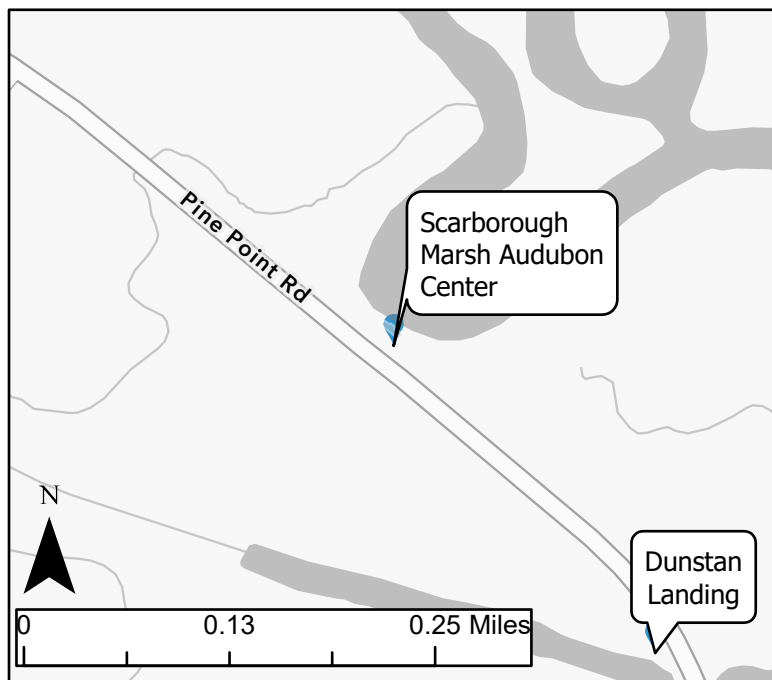 Pine Point Rd
Scarborough
Marsh Audubon
Center
N
Dunstan
Landing
0 0.13 0.25 Miles